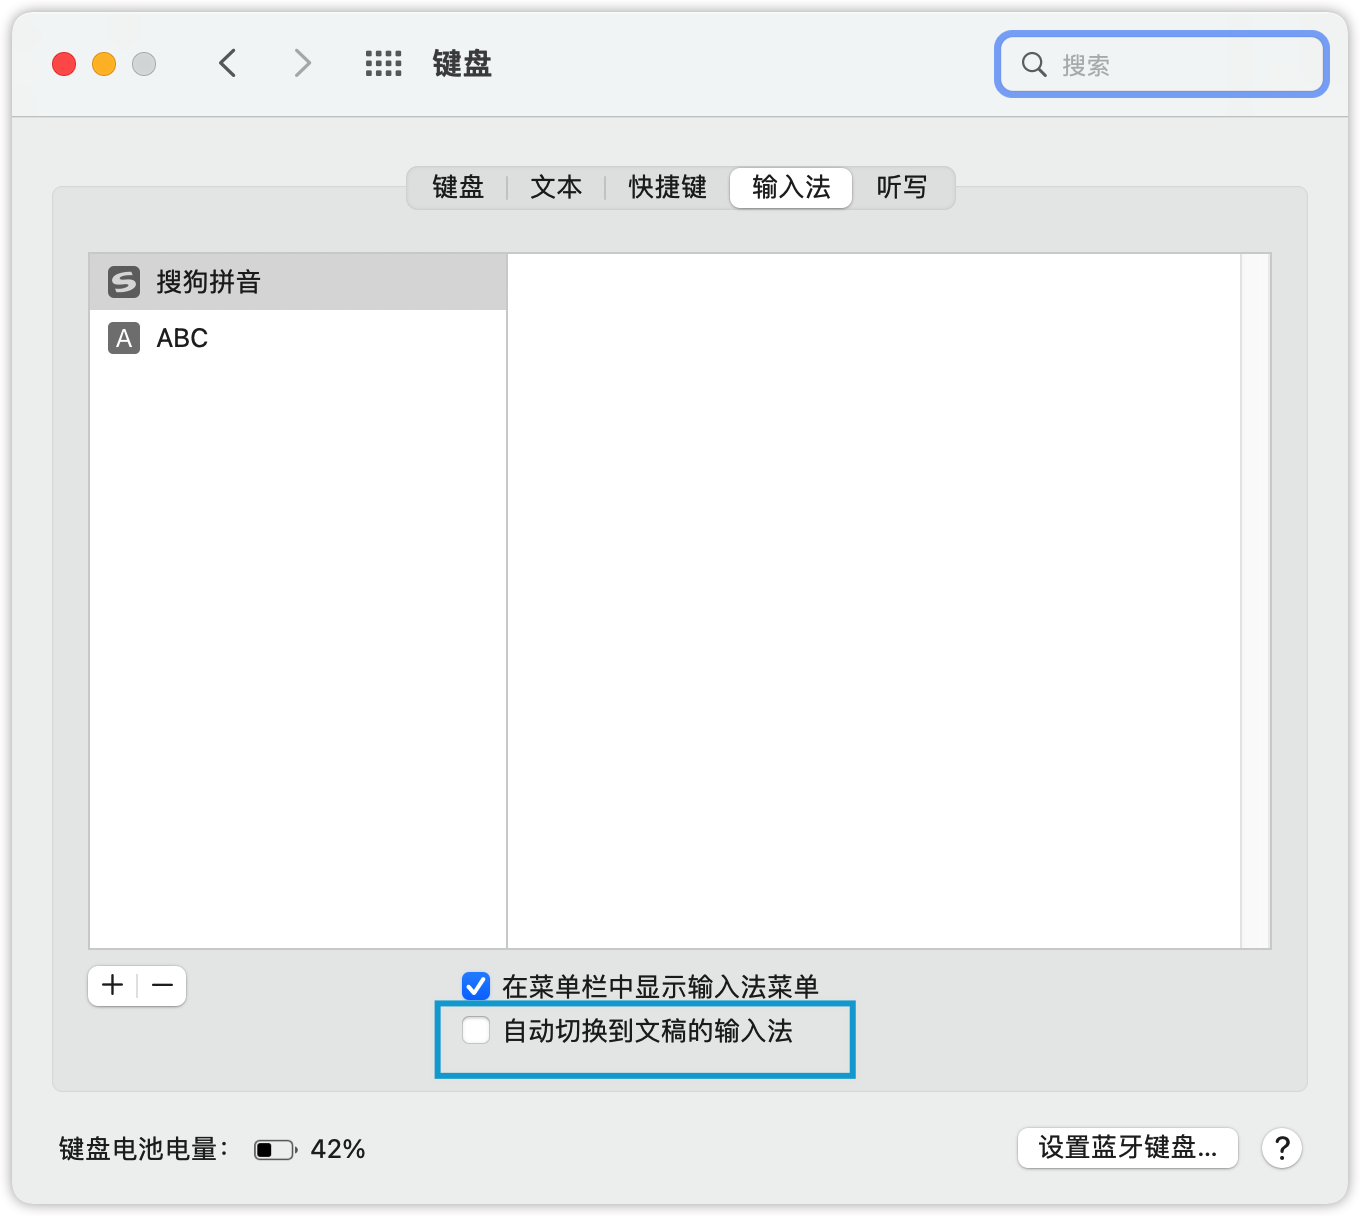 键盘
搜索
键盘 文本 快捷键 输入法 听写
搜狗拼音
A ABC
在菜单栏中显示输入法菜单
自动切换到文稿的输入法
键盘电池电量： 42%
设置蓝牙键盘... ?